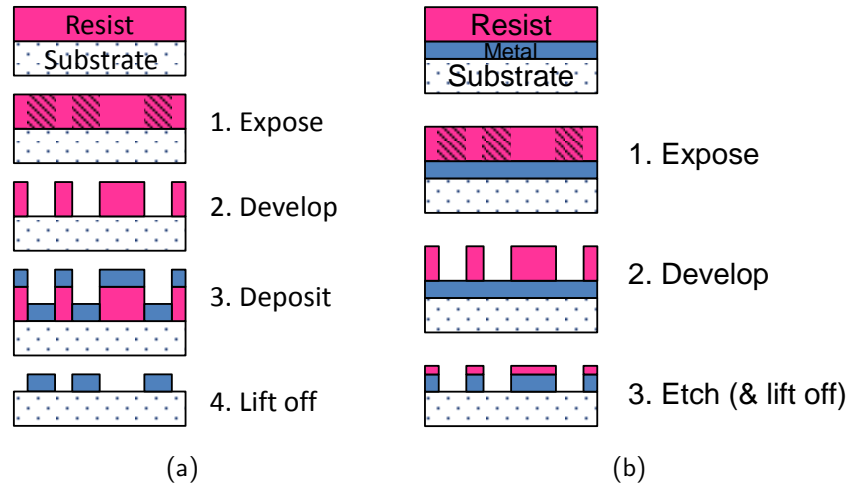 Resist
Substrate
1. Expose
2. Develop
3. Deposit
4. Lift off
(a)
Resist
Metal
Substrate
1. Expose
2. Develop
3. Etch (& lift off)
(b)